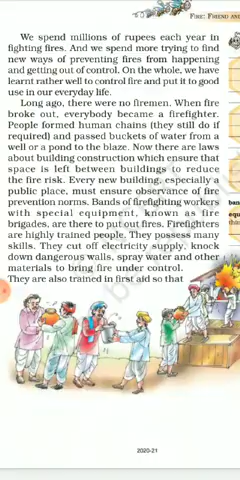 FIRE: FRIEND AND
We spend millions of rupees each year in
fighting fires. And we spend more trying to find
new ways of preventing fires from happening
and getting out of control. On the whole, we have
learnt rather well to control fire and put it to good
use in our everyday life.
Long ago, there were no firemen. When fire
broke out, everybody became a firefighter.
People formed human chains (they still do if
required) and passed buckets of water from a
well or a pond to the blaze. Now there are laws
about building construction which ensure that
space is left between buildings to reduce
the fire risk. Every new building, especially a
public place, must ensure observance of fire
prevention norms. Bands of firefighting workers
with special equipment, known as fire
brigades, are there to put out fires. Firefighters
are highly trained people. They possess many
skills. They cut off electricity supply, knock
down dangerous walls, spray water and other
materials to bring fire under control.
They are also trained in first aid so that
2020-21